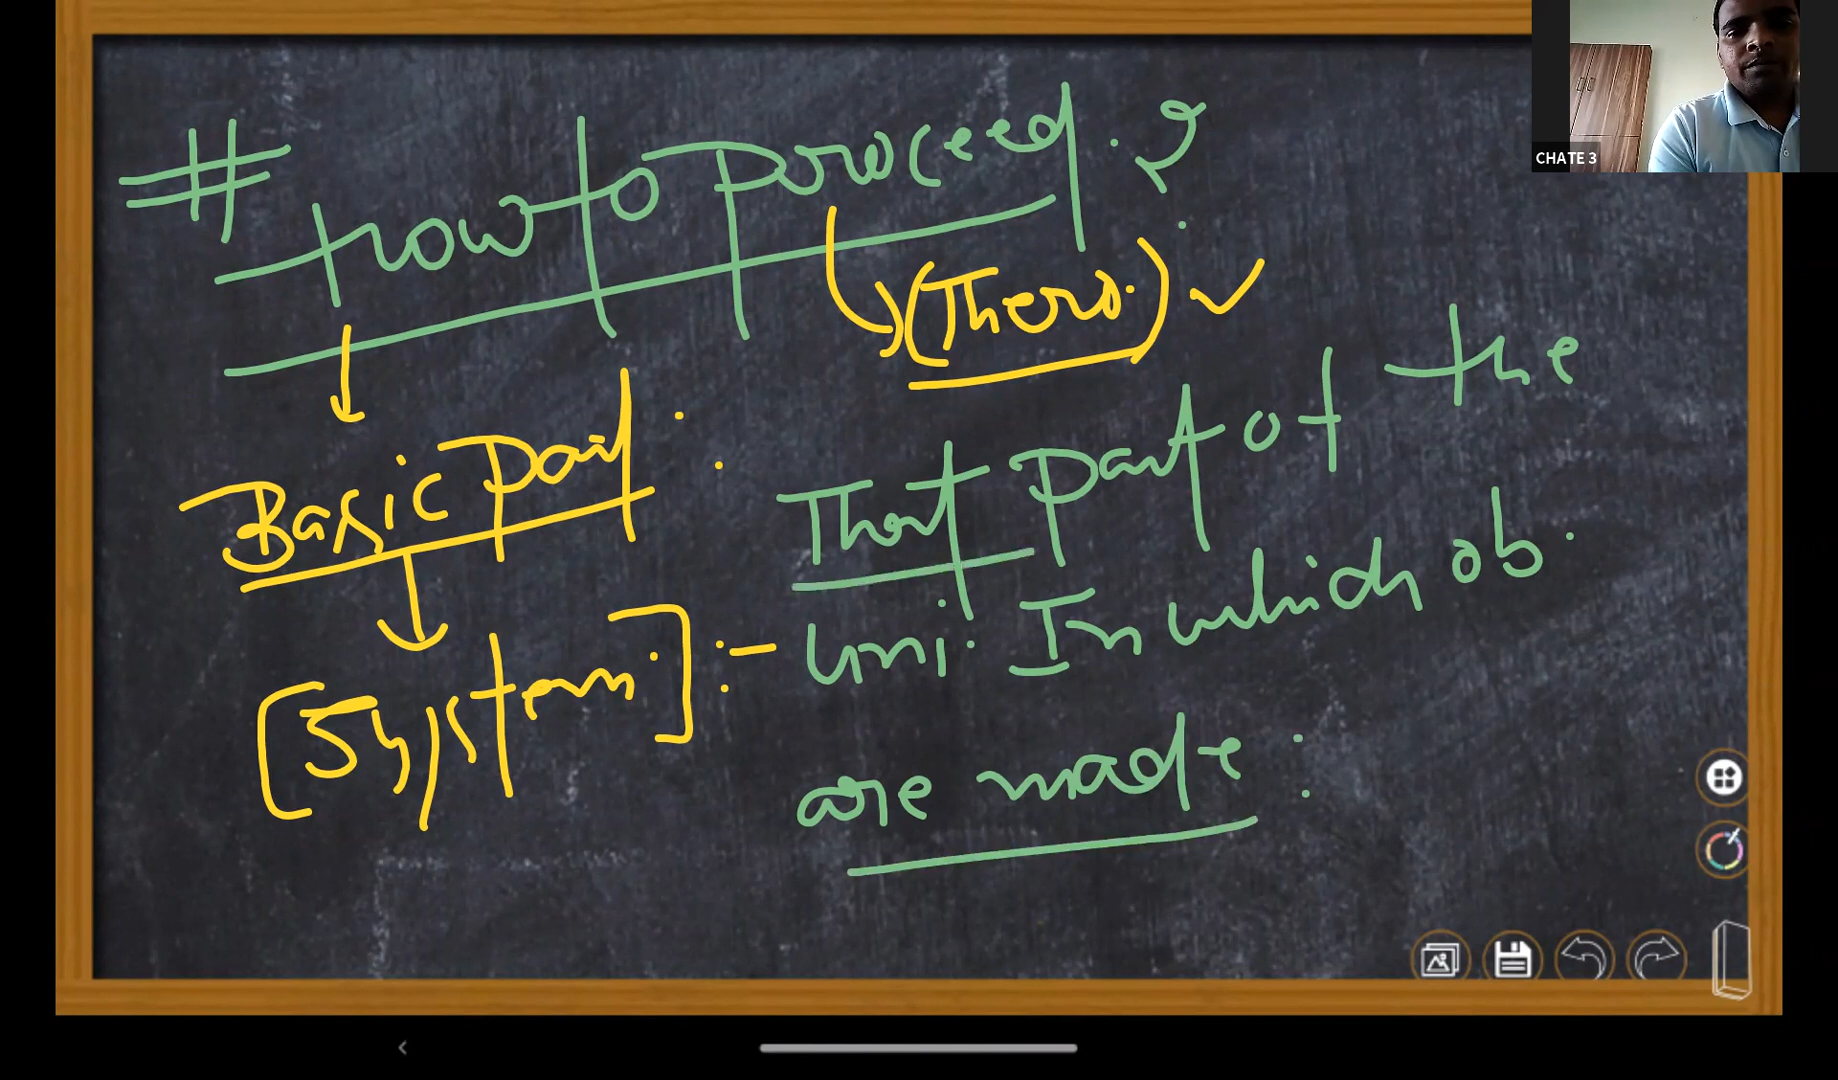 # How to proceed . ?
(Thero.)
Basic part :
[System.] :- That part of the
uni. In which ob.
are made :
CHATE 3